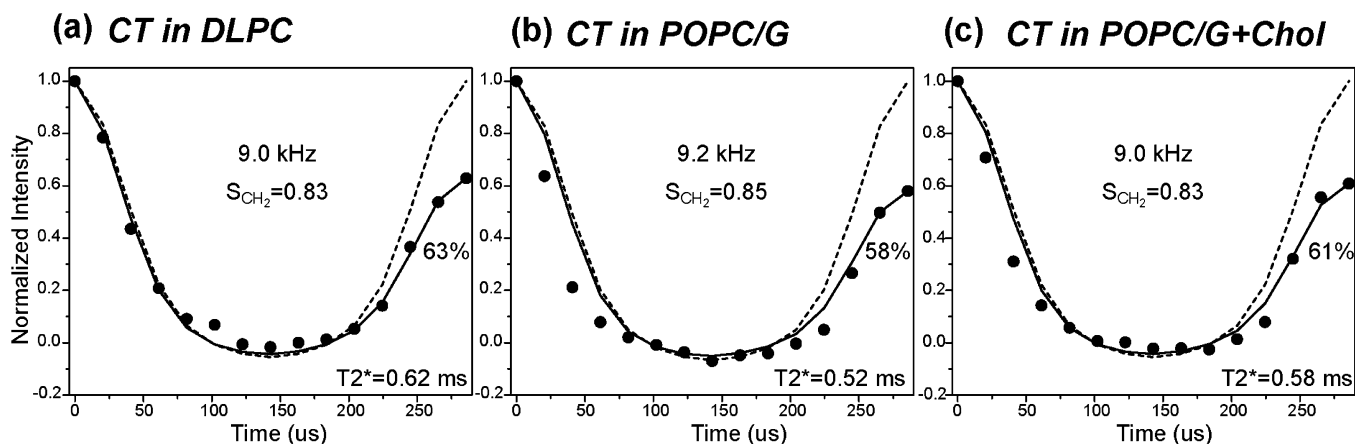 (a) CT in DLPC
(b) CT in POPC/G
(c) CT in POPC/G+Chol
Normalized Intensity
1.0
0.8
0.6
0.4
0.2
0.0
-0.2
9.0 kHz
S_CH2=0.83
63%
T2*=0.62 ms
0 50 100 150 200 250
Time (us)
1.0
0.8
0.6
0.4
0.2
0.0
-0.2
9.2 kHz
S_CH2=0.85
58%
T2*=0.52 ms
0 50 100 150 200 250
Time (us)
1.0
0.8
0.6
0.4
0.2
0.0
-0.2
9.0 kHz
S_CH2=0.83
61%
T2*=0.58 ms
0 50 100 150 200 250
Time (us)